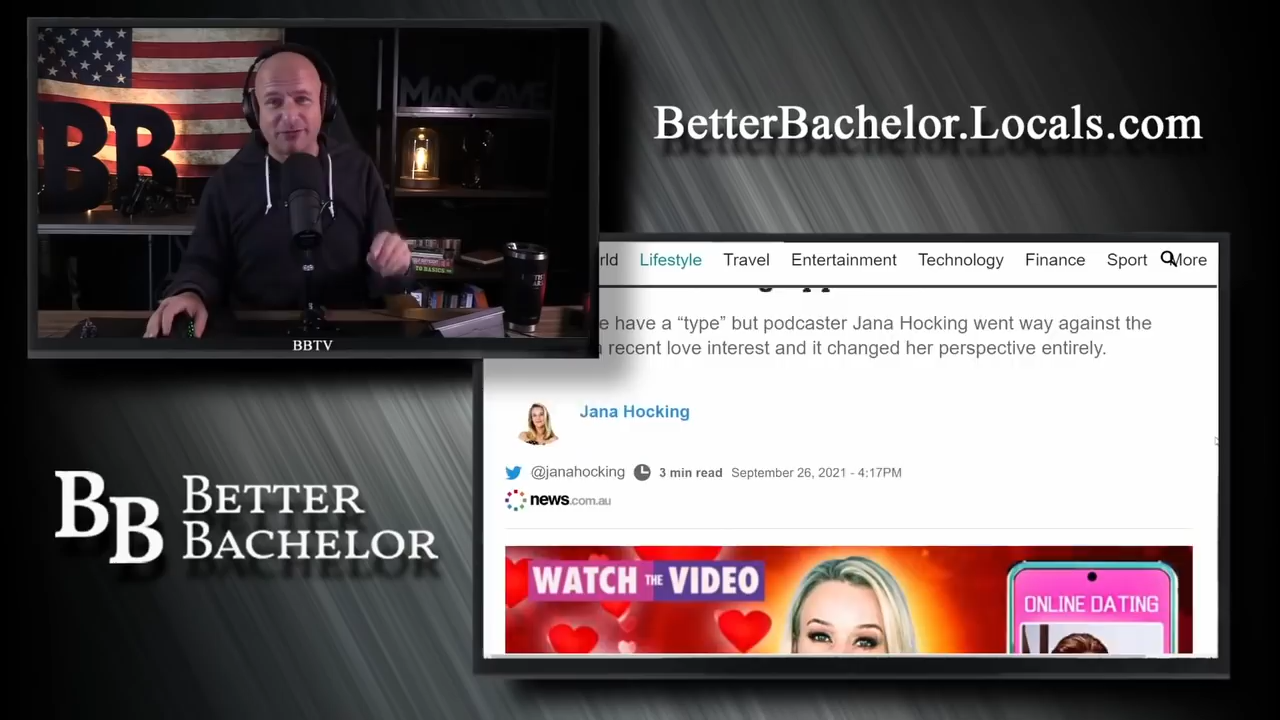 BB
MANCAVE
BBTV
BetterBachelor.Locals.com
rld Lifestyle Travel Entertainment Technology Finance Sport More
e have a “type” but podcaster Jana Hocking went way against the
recent love interest and it changed her perspective entirely.
Jana Hocking
@janahocking 3 min read September 26, 2021 - 4:17PM
news.com.au
WATCH THE VIDEO
ONLINE DATING
BB BETTER
BACHELOR